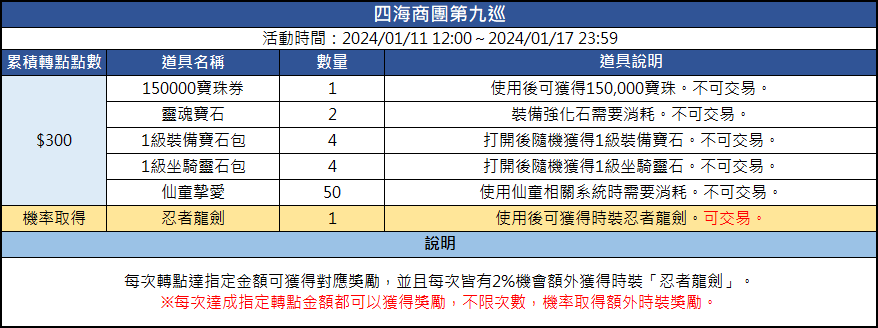 四海商團第九巡
活動時間：2024/01/11 12:00 ~ 2024/01/17 23:59
累積轉點點數 道具名稱 數量 道具說明
$300
150000寶珠券 1 使用後可獲得150,000寶珠。不可交易。
靈魂寶石 2 裝備強化石需要消耗。不可交易。
1級裝備寶石包 4 打開後隨機獲得1級裝備寶石。不可交易。
1級坐騎靈石包 4 打開後隨機獲得1級坐騎靈石。不可交易。
仙童摯愛 50 使用仙童相關系統時需要消耗。不可交易。
機率取得 忍者龍劍 1 使用後可獲得時裝忍者龍劍。可交易。
說明
每次轉點達指定金額可獲得對應獎勵，並且每次皆有2%機會額外獲得時裝「忍者龍劍」。
※每次達成指定轉點金額都可以獲得獎勵，不限次數，機率取得額外時裝獎勵。